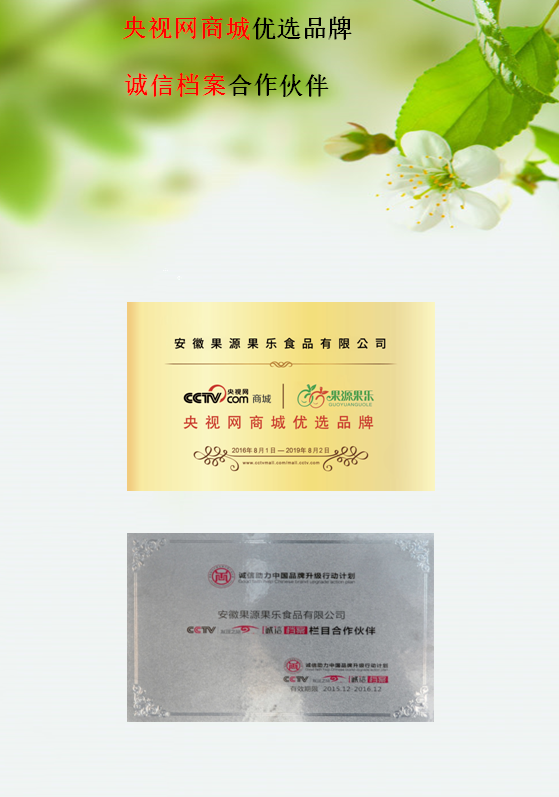 央视网商城优选品牌
诚信档案合作伙伴
安徽果源果乐食品有限公司
CCTV.com 央视网 商城 果源果乐
GUOYUANGUOLE
央视网商城优选品牌
2016年8月1日—2019年8月2日
www.cctvmall.com/mall.cctv.com
诚信助力中国品牌升级行动计划
安徽果源果乐食品有限公司
CCTV 诚信档案栏目合作伙伴
诚信助力中国品牌升级行动计划
CCTV 诚信档案
有效期限 2015.12-2016.12